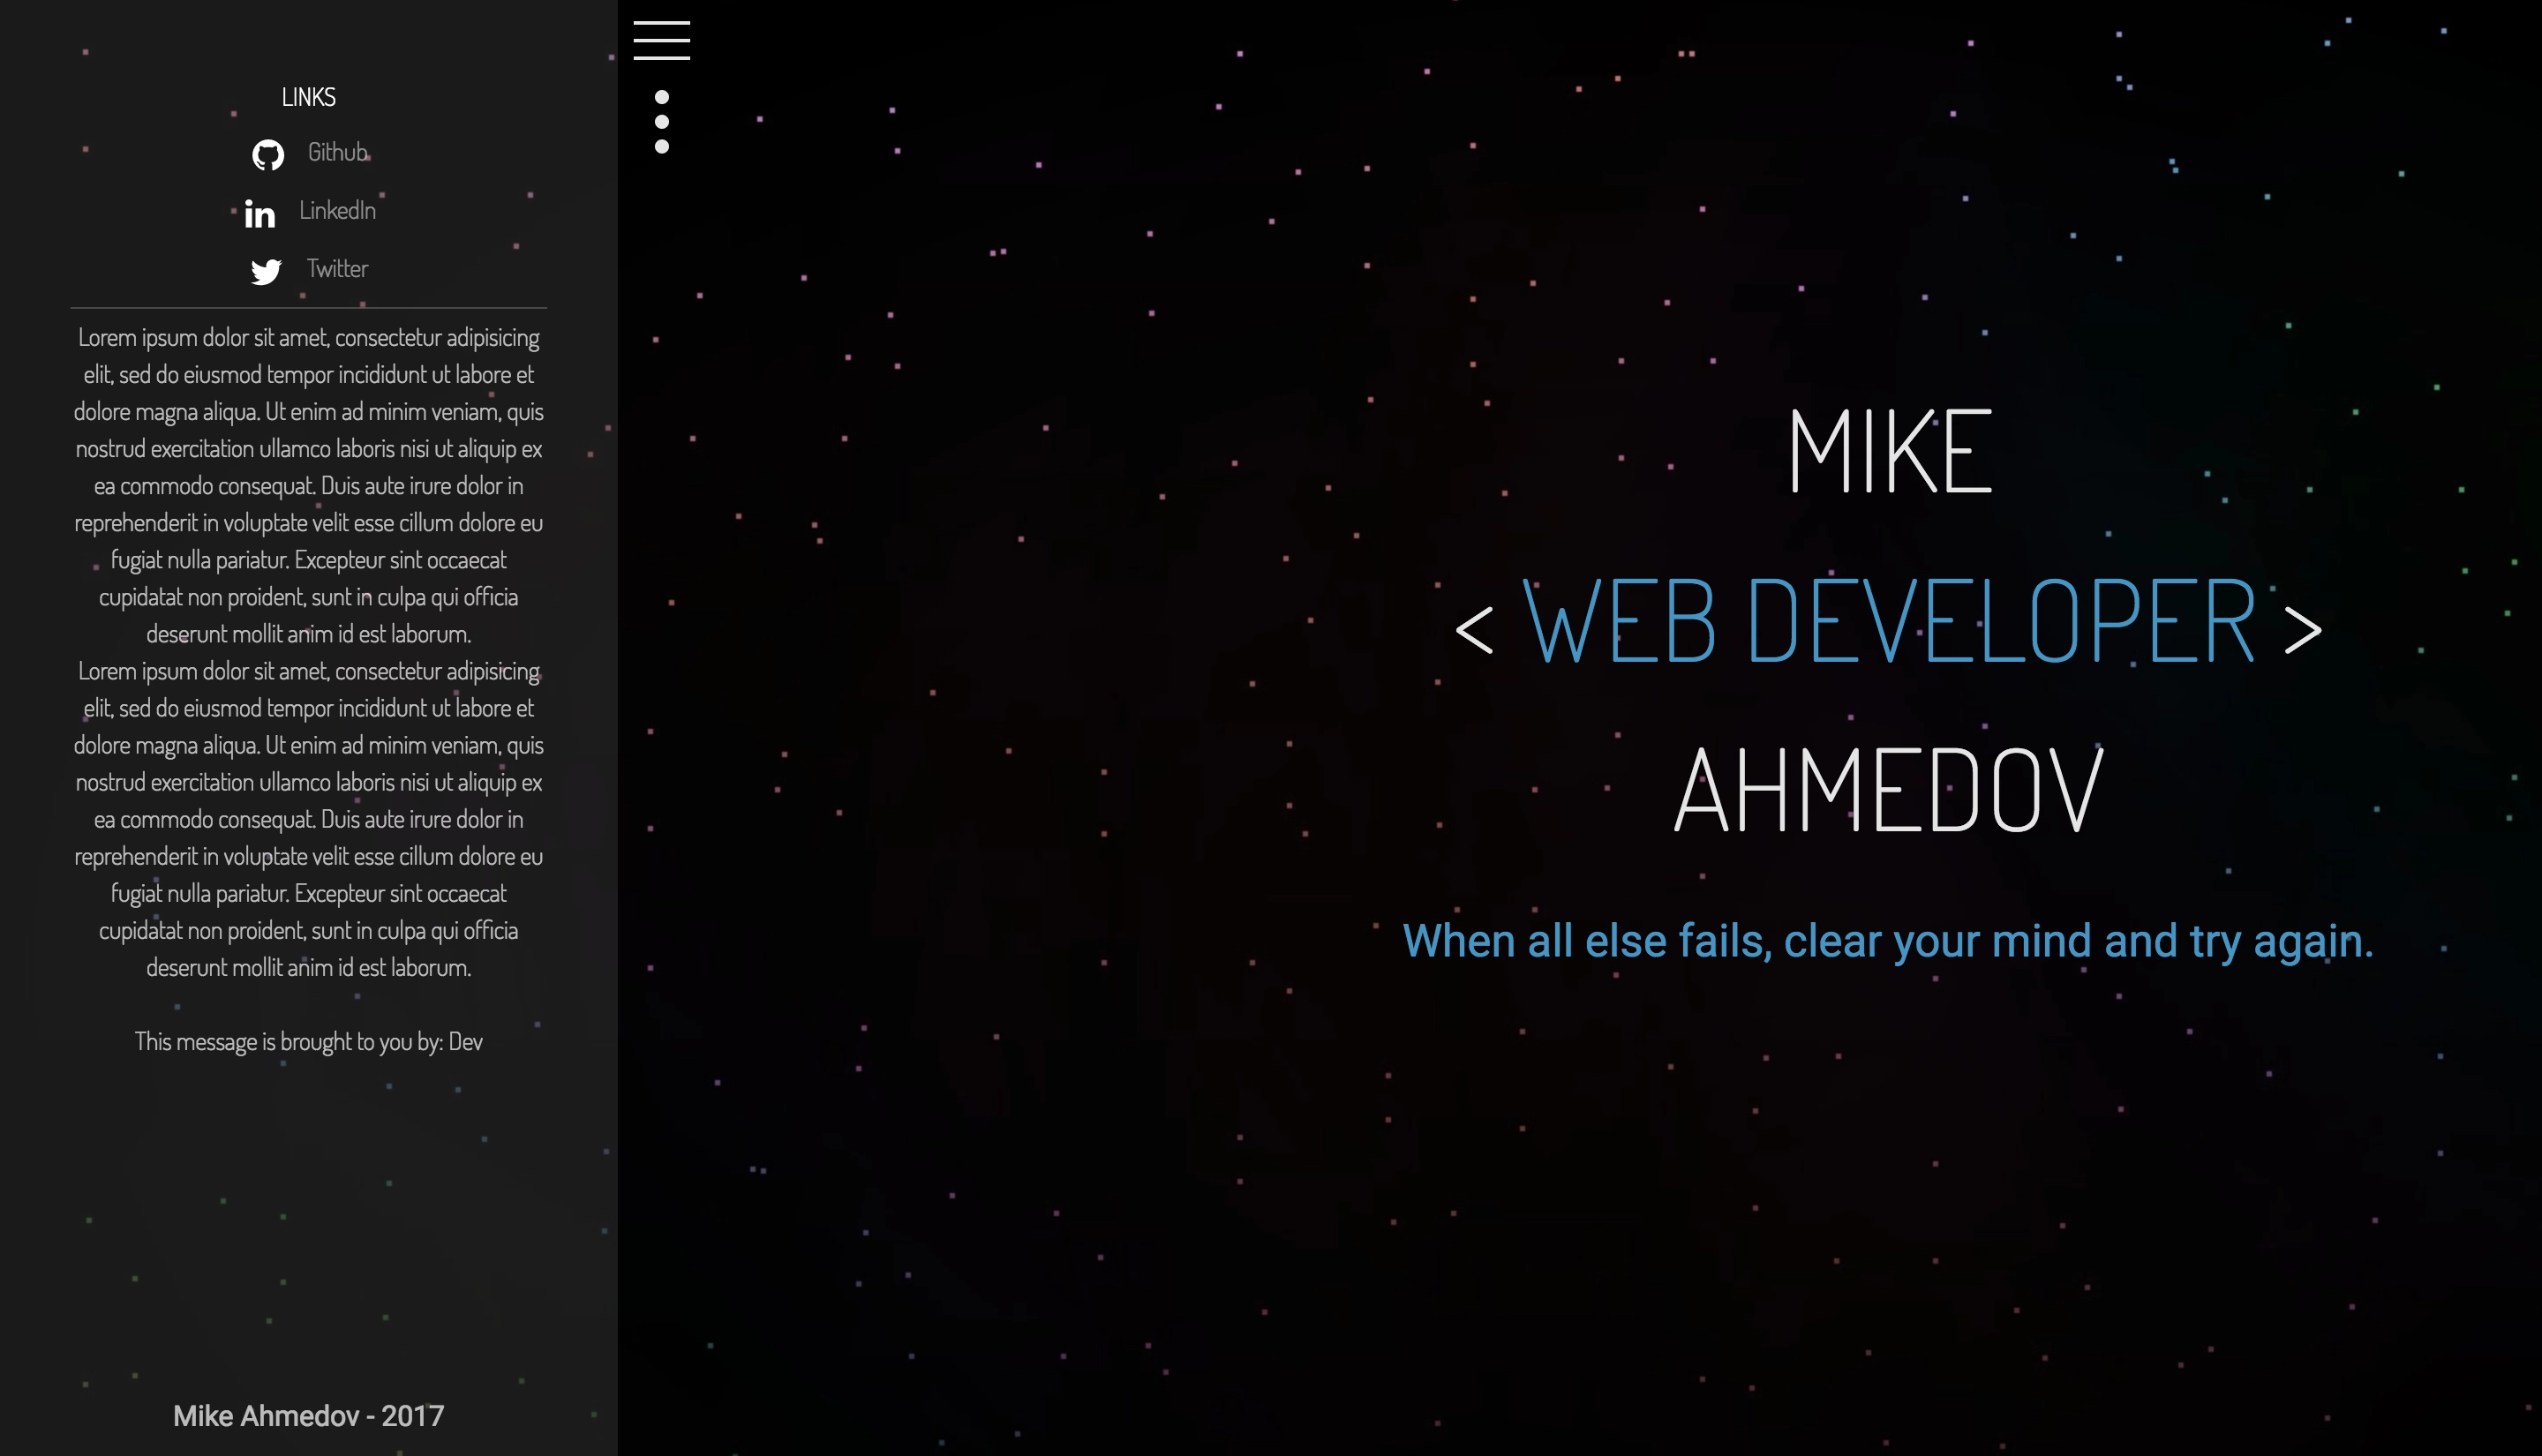 LINKS
Github
LinkedIn
Twitter
Lorem ipsum dolor sit amet, consectetur adipisicing
elit, sed do eiusmod tempor incididunt ut labore et
dolore magna aliqua. Ut enim ad minim veniam, quis
nostrud exercitation ullamco laboris nisi ut aliquip ex
ea commodo consequat. Duis aute irure dolor in
reprehenderit in voluptate velit esse cillum dolore eu
fugiat nulla pariatur. Excepteur sint occaecat
cupidatat non proident, sunt in culpa qui officia
deserunt mollit anim id est laborum.
Lorem ipsum dolor sit amet, consectetur adipisicing
elit, sed do eiusmod tempor incididunt ut labore et
dolore magna aliqua. Ut enim ad minim veniam, quis
nostrud exercitation ullamco laboris nisi ut aliquip ex
ea commodo consequat. Duis aute irure dolor in
reprehenderit in voluptate velit esse cillum dolore eu
fugiat nulla pariatur. Excepteur sint occaecat
cupidatat non proident, sunt in culpa qui officia
deserunt mollit anim id est laborum.
This message is brought to you by: Dev
Mike Ahmedov - 2017
MIKE
< WEB DEVELOPER >
AHMEDOV
When all else fails, clear your mind and try again.